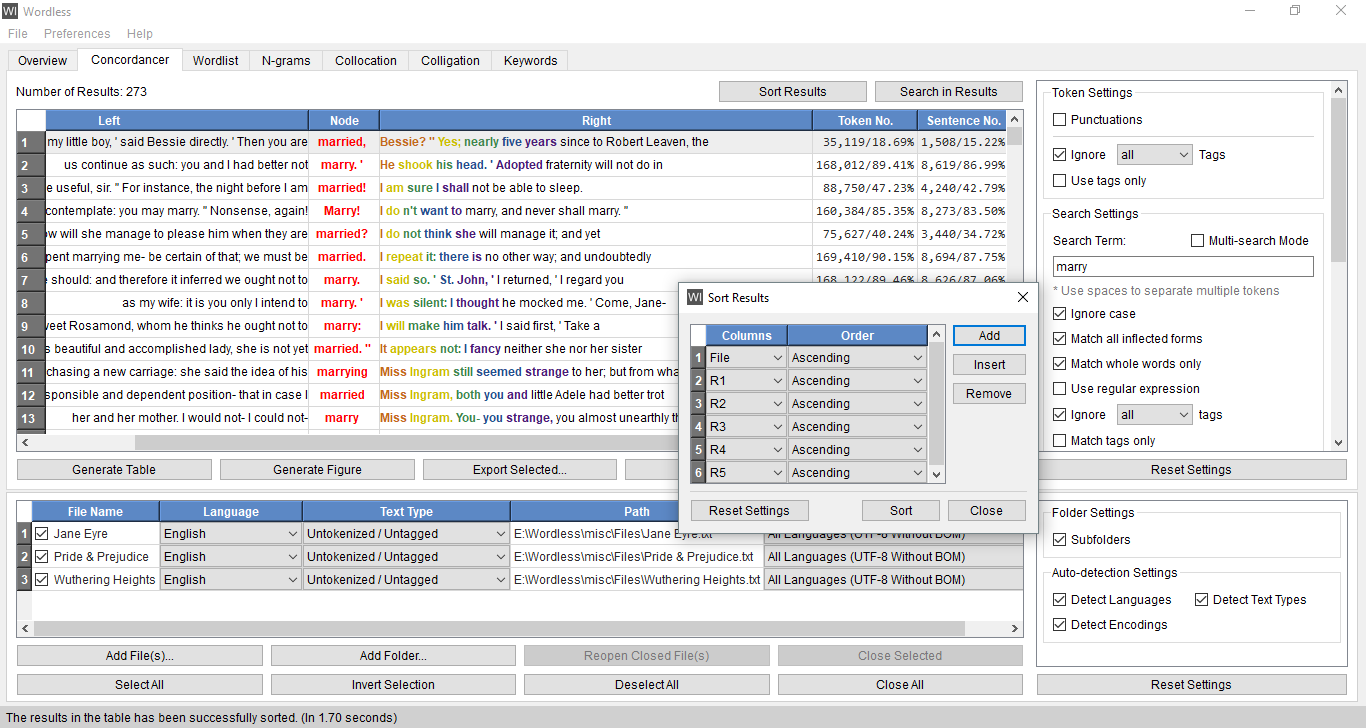 WI Wordless
File Preferences Help
Overview Concordancer Wordlist N-grams Collocation Colligation Keywords
Number of Results: 273 Sort Results Search in Results
Left Node Right Token No. Sentence No.
1 my little boy, ' said Bessie directly. ' Then you are married, Bessie? '' Yes; nearly five years since to Robert Leaven, the 35,119/18.69% 1,508/15.22%
2 us continue as such: you and I had better not marry. ' He shook his head. ' Adopted fraternity will not do in 168,012/89.41% 8,619/86.99%
3 e useful, sir. '' For instance, the night before I am married! I am sure I shall not be able to sleep. 88,750/47.23% 4,240/42.79%
4 contemplate: you may marry. '' Nonsense, again! Marry! I do n't want to marry, and never shall marry. '' 160,384/85.35% 8,273/83.50%
5 ow will she manage to please him when they are married? I do not think she will manage it; and yet 75,627/40.24% 3,440/34.72%
6 pent marrying me- be certain of that; we must be married. I repeat it: there is no other way; and undoubtedly 169,410/90.15% 8,694/87.75%
7 e should: and therefore it inferred we ought not to marry. I said so. ' St. John, ' I returned, ' I regard you 168,122/89.46% 8,626/87.06%
8 as my wife: it is you only I intend to marry. ' I was silent: I thought he mocked me. ' Come, Jane-
9 weet Rosamond, whom he thinks he ought not to marry: I will make him talk. ' I said first, ' Take a
10 s beautiful and accomplished lady, she is not yet married. '' It appears not: I fancy neither she nor her sister
11 chasing a new carriage: she said the idea of his marrying Miss Ingram still seemed strange to her; but from wha
12 sponsible and dependent position- that in case I married Miss Ingram, both you and little Adele had better trot
13 her and her mother. I would not- I could not- marry Miss Ingram. You- you strange, you almost unearthly th
Generate Table Generate Figure Export Selected...
Token Settings
Punctuations
Ignore all Tags
Use tags only
Search Settings
Search Term: Multi-search Mode
marry
* Use spaces to separate multiple tokens
Ignore case
Match all inflected forms
Match whole words only
Use regular expression
Ignore all tags
Match tags only
Reset Settings
WI Sort Results
Columns Order
1 File Ascending
2 R1 Ascending
3 R2 Ascending
4 R3 Ascending
5 R4 Ascending
6 R5 Ascending
Add
Insert
Remove
Reset Settings Sort Close
File Name Language Text Type Path
1 Jane Eyre English Untokenized / Untagged E:\Wordless\misc\Files\Jane Eyre.txt All Languages (UTF-8 Without BOM)
2 Pride & Prejudice English Untokenized / Untagged E:\Wordless\misc\Files\Pride & Prejudice.txt All Languages (UTF-8 Without BOM)
3 Wuthering Heights English Untokenized / Untagged E:\Wordless\misc\Files\Wuthering Heights.txt All Languages (UTF-8 Without BOM)
Folder Settings
Subfolders
Auto-detection Settings
Detect Languages Detect Text Types
Detect Encodings
Add File(s)... Add Folder... Reopen Closed File(s) Close Selected
Select All Invert Selection Deselect All Close All Reset Settings
The results in the table has been successfully sorted. (In 1.70 seconds)